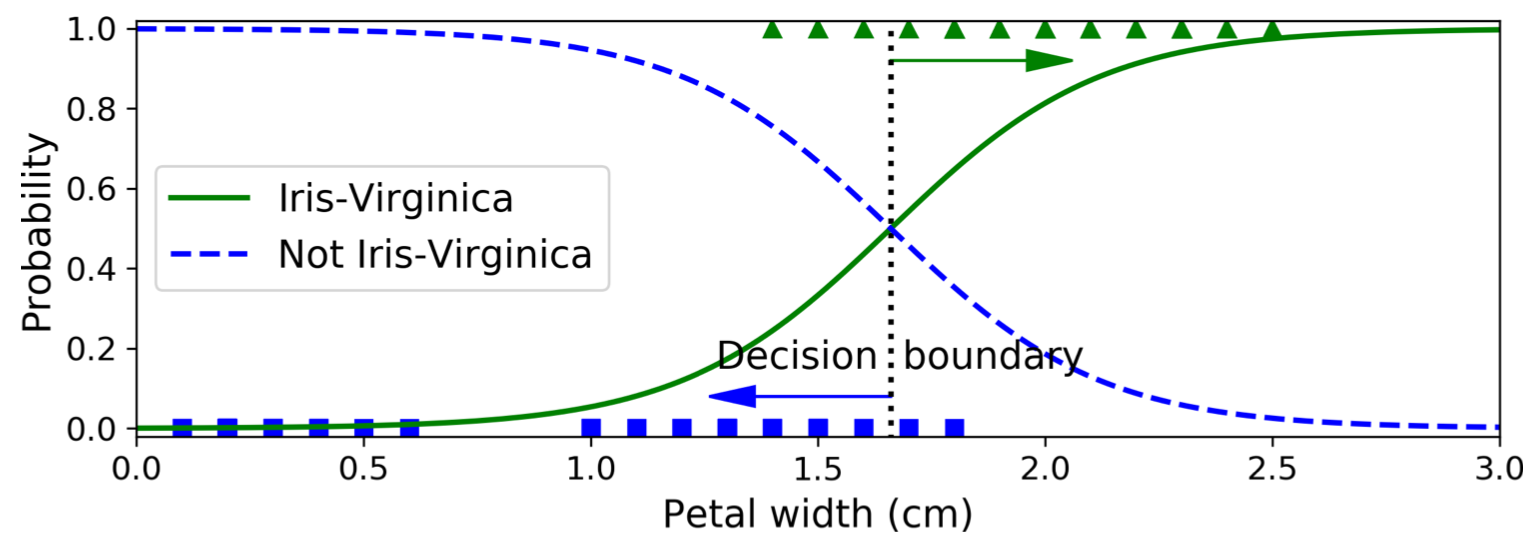 1.0
0.8
0.6
0.4
0.2
0.0
Probability
Iris-Virginica
Not Iris-Virginica
Decision boundary
0.0 0.5 1.0 1.5 2.0 2.5 3.0
Petal width (cm)